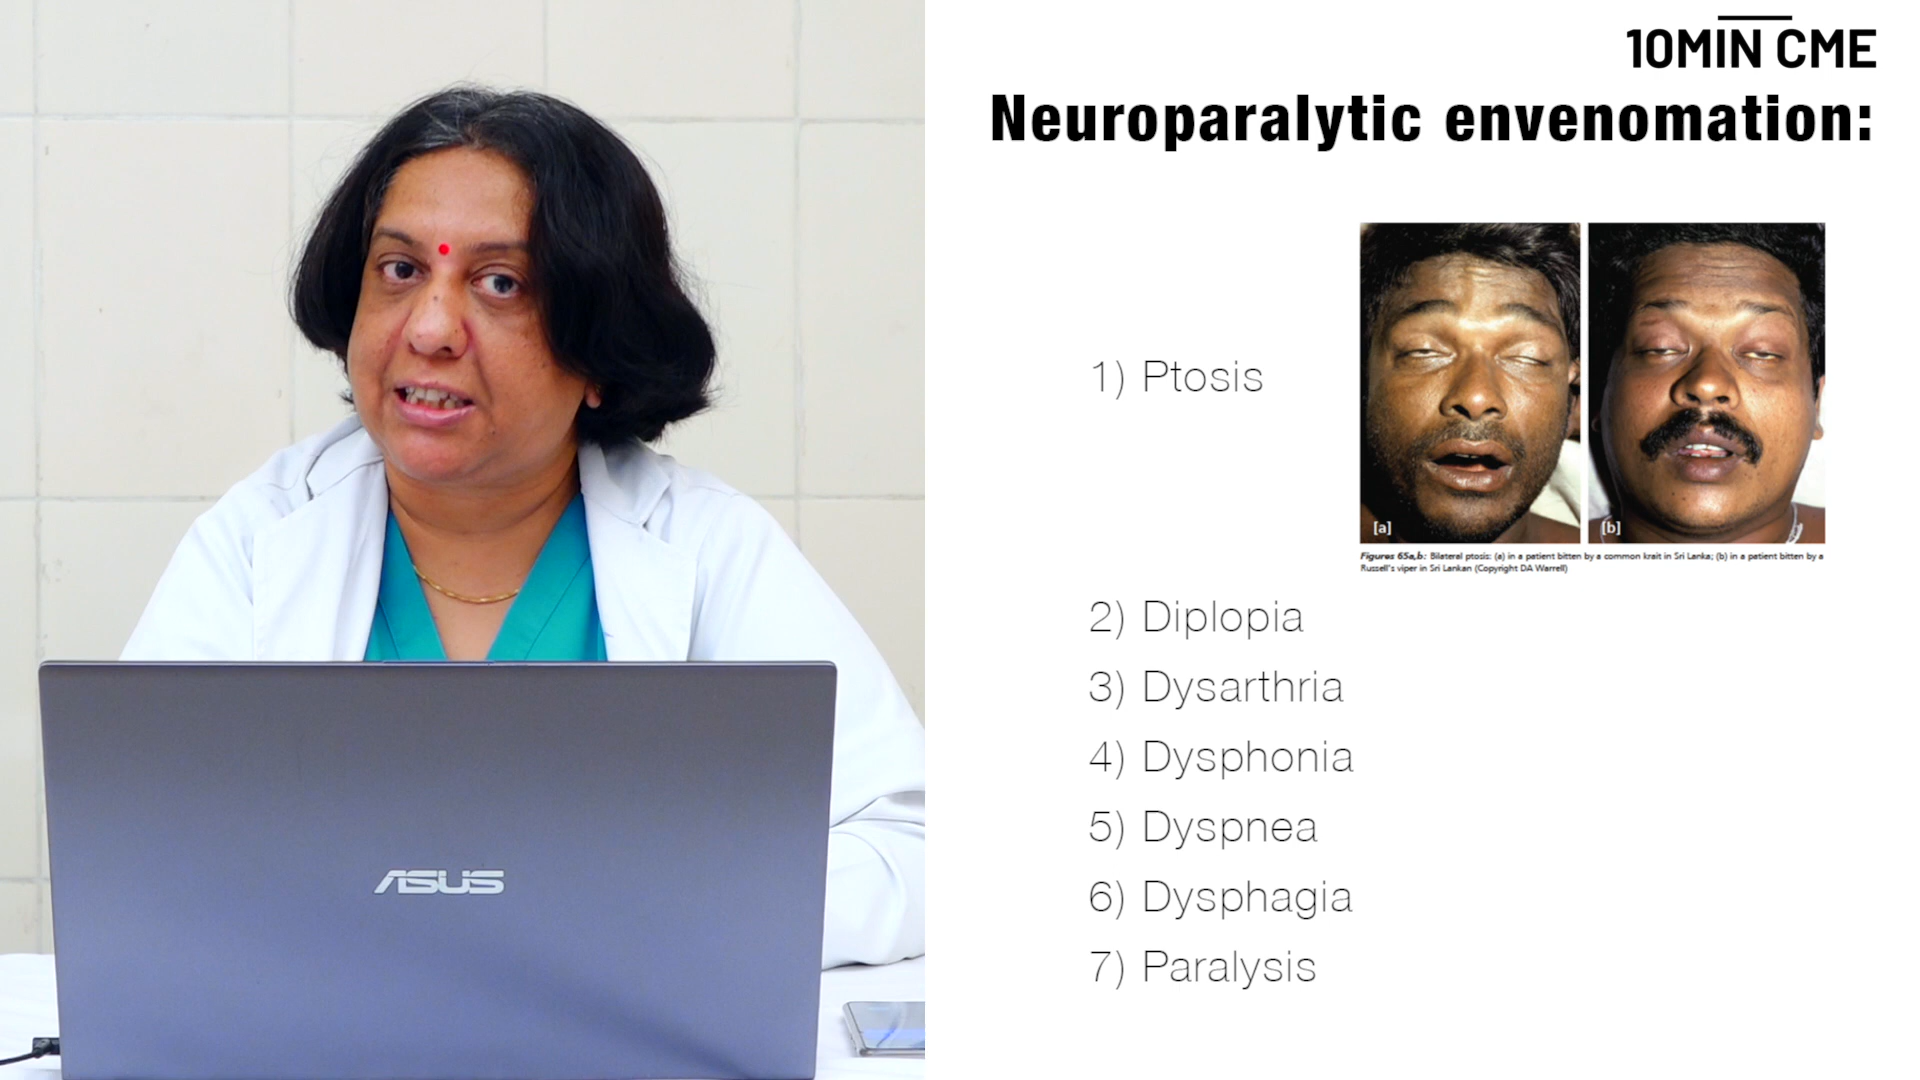 10MIN CME
Neuroparalytic envenomation:
1) Ptosis
[a]
[b]
Figures 65a,b: Bilateral ptosis: (a) in a patient bitten by a common krait in Sri Lanka; (b) in a patient bitten by a
Russell's viper in Sri Lankan (Copyright DA Warrell)
2) Diplopia
3) Dysarthria
4) Dysphonia
5) Dyspnea
6) Dysphagia
7) Paralysis
ASUS